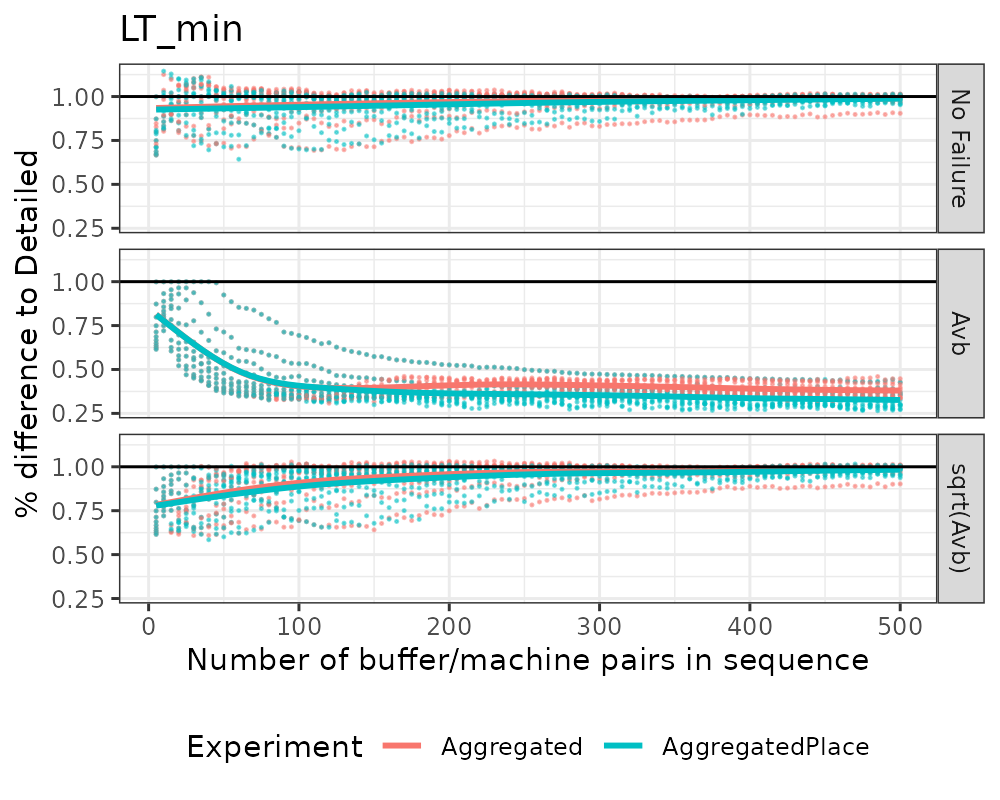 LT_min
% difference to Detailed
1.00
0.75
0.50
0.25
No Failure
1.00
0.75
0.50
0.25
Avb
1.00
0.75
0.50
0.25
sqrt(Avb)
0 100 200 300 400 500
Number of buffer/machine pairs in sequence
Experiment Aggregated AggregatedPlace